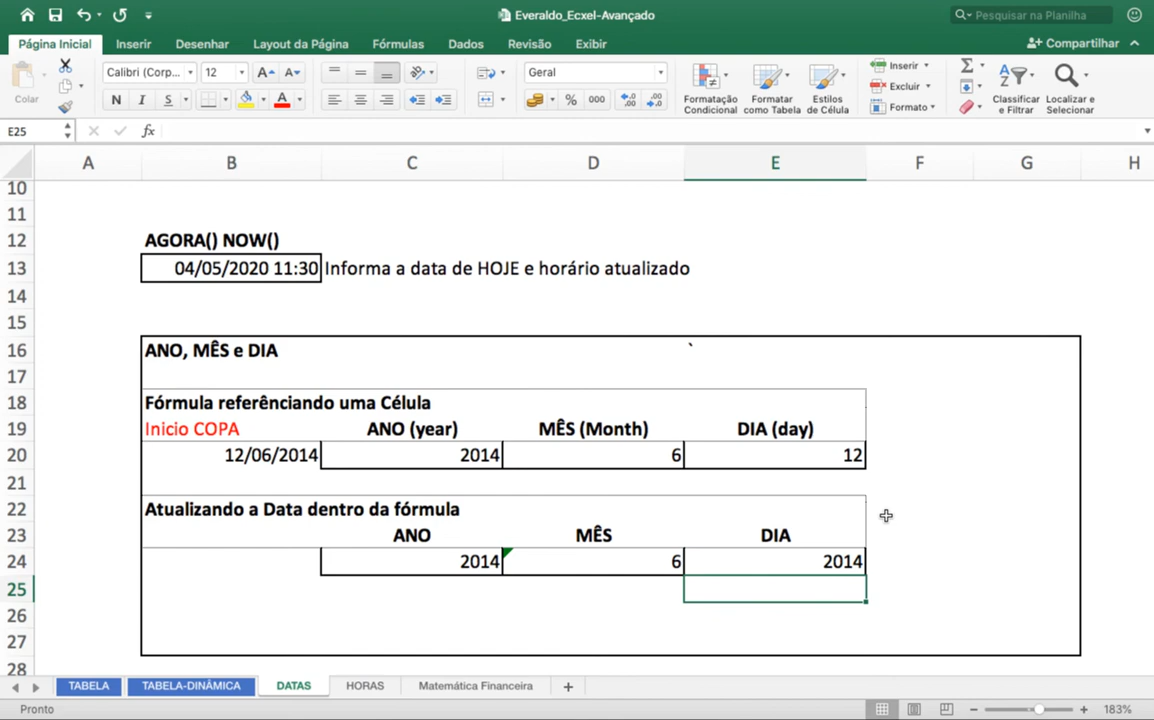 Everaldo_Ecxel-Avançado
Pesquisar na Planilha
Página Inicial Inserir Desenhar Layout da Página Fórmulas Dados Revisão Exibir
Compartilhar
Colar
Calibri (Corp... 12
A A
N I S A
Geral
% 000
Formatação Condicional
Formatar como Tabela
Estilos de Célula
Inserir
Excluir
Formato
Classificar e Filtrar
Localizar e Selecionar
E25 fx
A B C D E F G H
10
11
12 AGORA() NOW()
13 04/05/2020 11:30 Informa a data de HOJE e horário atualizado
14
15
16 ANO, MÊS e DIA `
17
18 Fórmula referênciando uma Célula
19 Inicio COPA ANO (year) MÊS (Month) DIA (day)
20 12/06/2014 2014 6 12
21
22 Atualizando a Data dentro da fórmula
23 ANO MÊS DIA
24 2014 6 2014
25
26
27
28
TABELA TABELA-DINÂMICA DATAS HORAS Matemática Financeira +
Pronto
183%